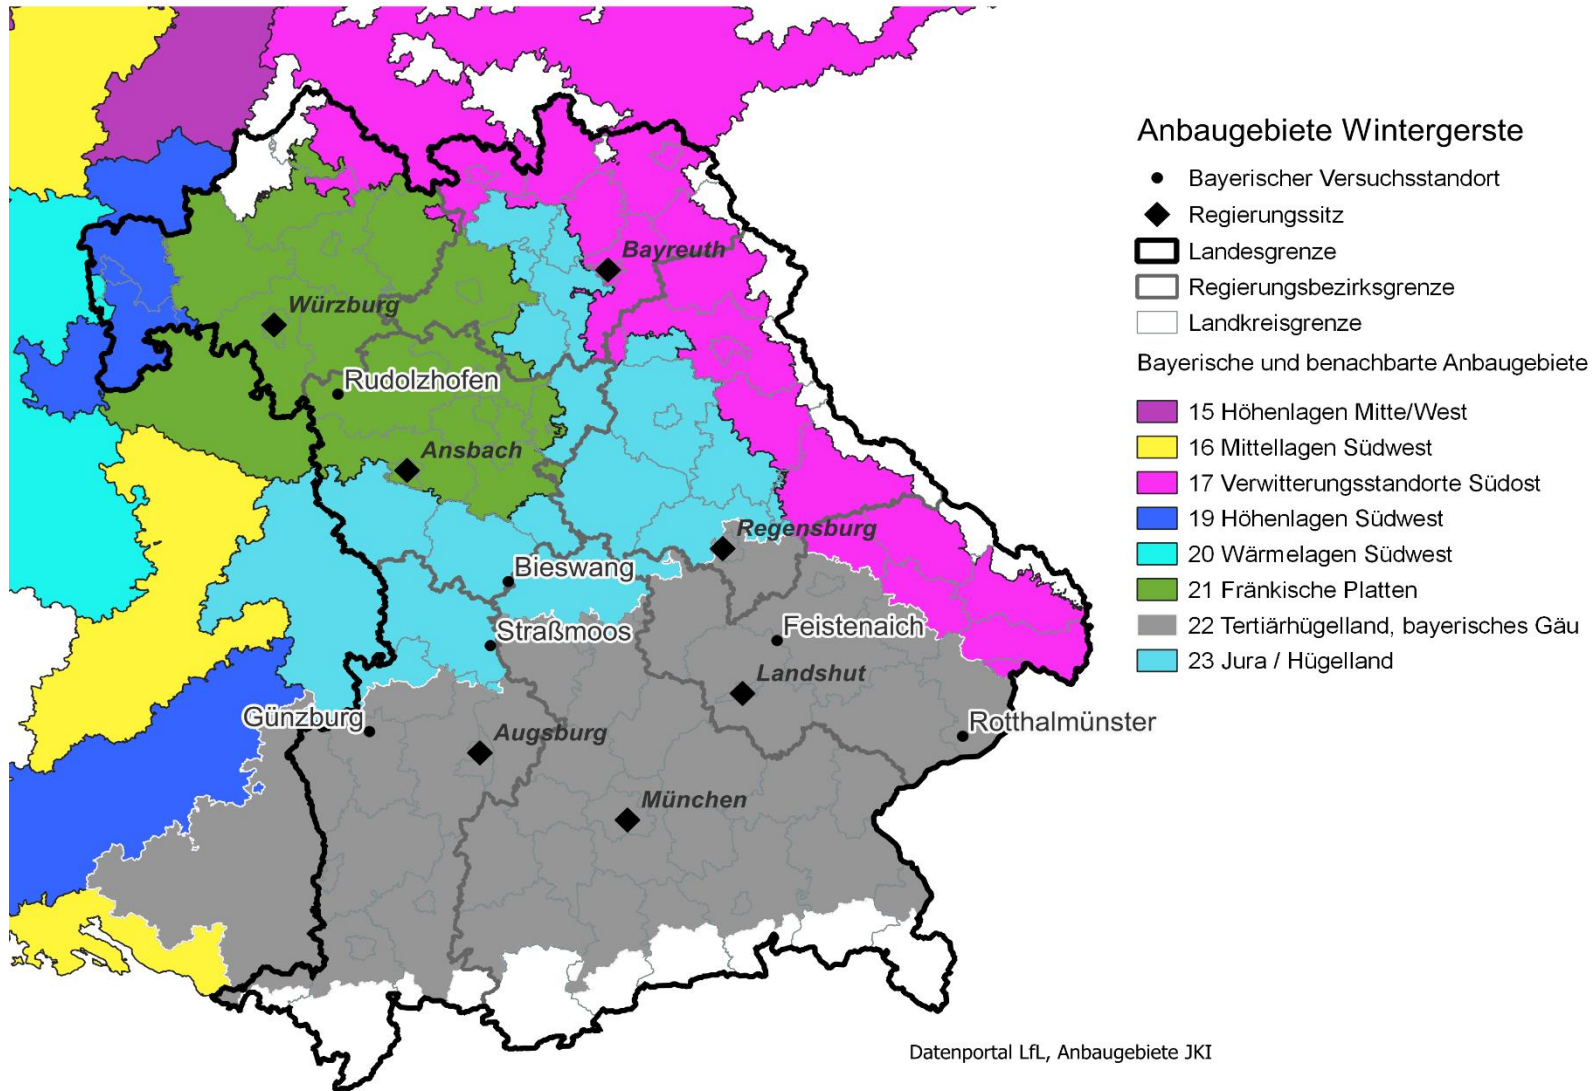 Anbaugebiete Wintergerste
Bayerischer Versuchsstandort
Regierungssitz
Landesgrenze
Regierungsbezirksgrenze
Landkreisgrenze
Bayerische und benachbarte Anbaugebiete
15 Höhenlagen Mitte/West
16 Mittellagen Südwest
17 Verwitterungsstandorte Südost
19 Höhenlagen Südwest
20 Wärmelagen Südwest
21 Fränkische Platten
22 Tertiärhügelland, bayerisches Gäu
23 Jura / Hügelland
Bayreuth
Würzburg
Rudolzhofen
Ansbach
Regensburg
Bieswang
Straßmoos
Feistenaich
Landshut
Günzburg
Augsburg
Rotthalmünster
München
Datenportal LfL, Anbaugebiete JKI